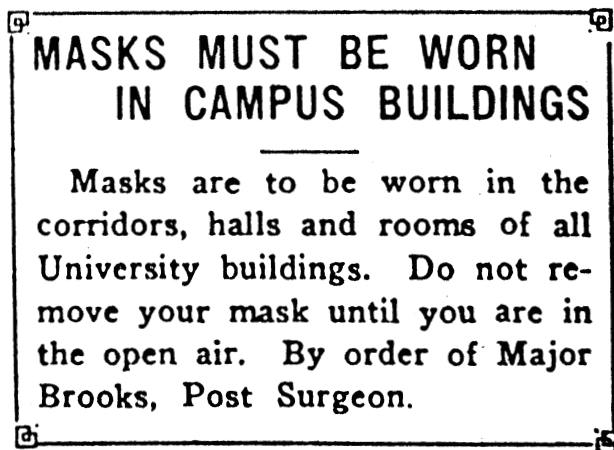 MASKS MUST BE WORN
IN CAMPUS BUILDINGS
Masks are to be worn in the
corridors, halls and rooms of all
University buildings. Do not re-
move your mask until you are in
the open air. By order of Major
Brooks, Post Surgeon.